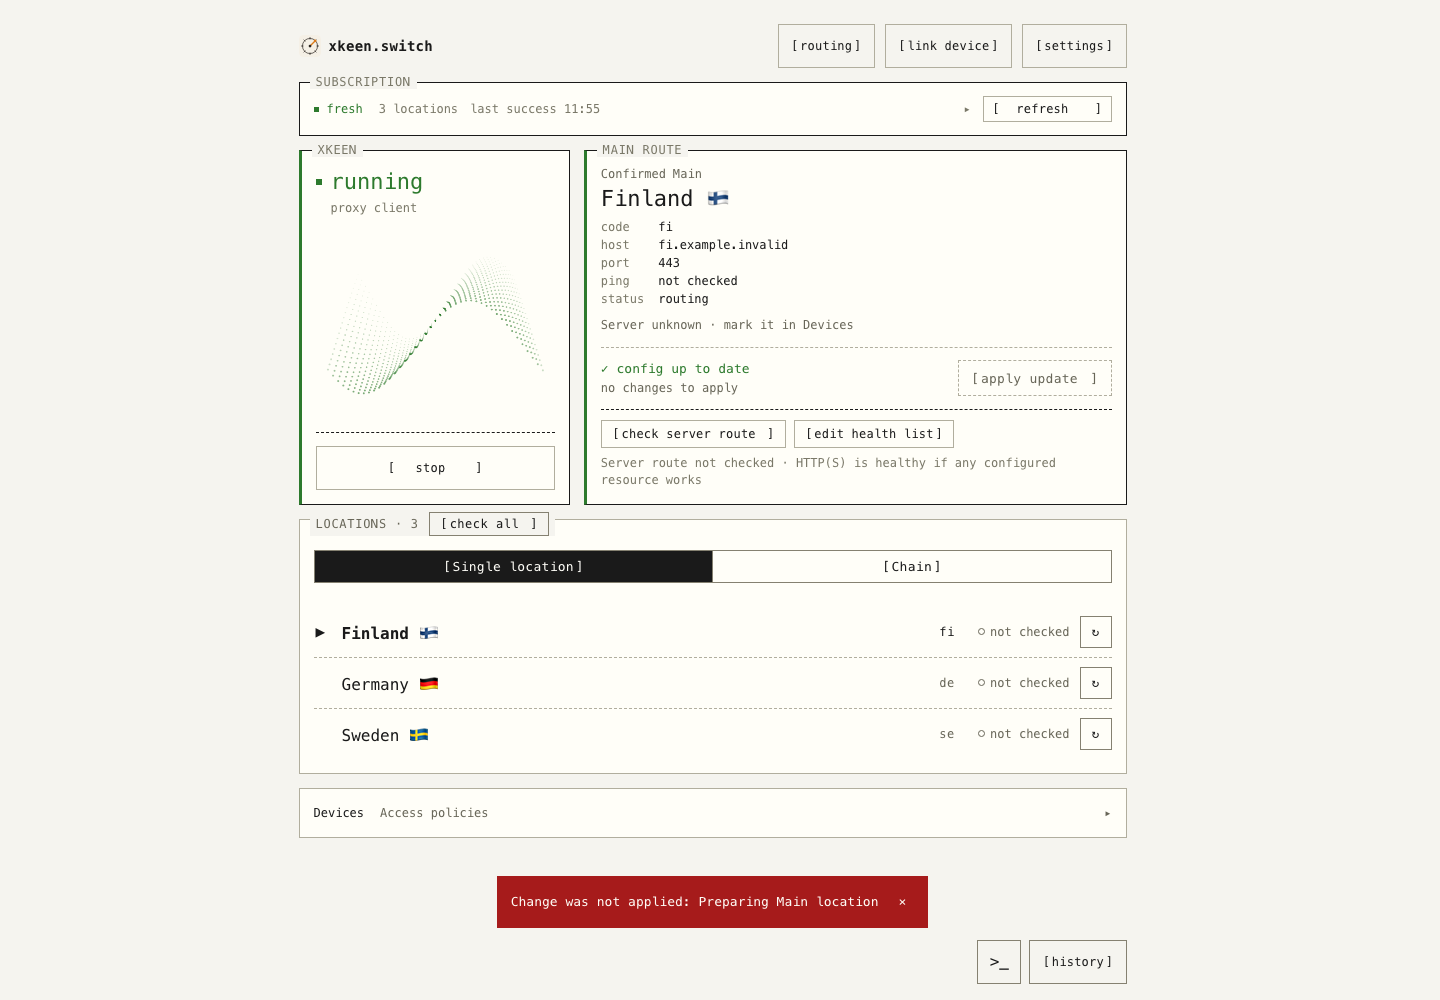 xkeen.switch
[routing] [link device] [settings]
SUBSCRIPTION
fresh 3 locations last success 11:55 ▸ [ refresh ]
XKEEN
running
proxy client
[ stop ]
MAIN ROUTE
Confirmed Main
Finland 🇫🇮
code fi
host fi.example.invalid
port 443
ping not checked
status routing
Server unknown · mark it in Devices
✓ config up to date
no changes to apply
[apply update ]
[check server route ] [edit health list]
Server route not checked · HTTP(S) is healthy if any configured
resource works
LOCATIONS · 3 [check all ]
[Single location] [Chain]
▶ Finland 🇫🇮 fi ○ not checked ↻
Germany 🇩🇪 de ○ not checked ↻
Sweden 🇸🇪 se ○ not checked ↻
Devices Access policies ▸
Change was not applied: Preparing Main location ×
>_ [history]